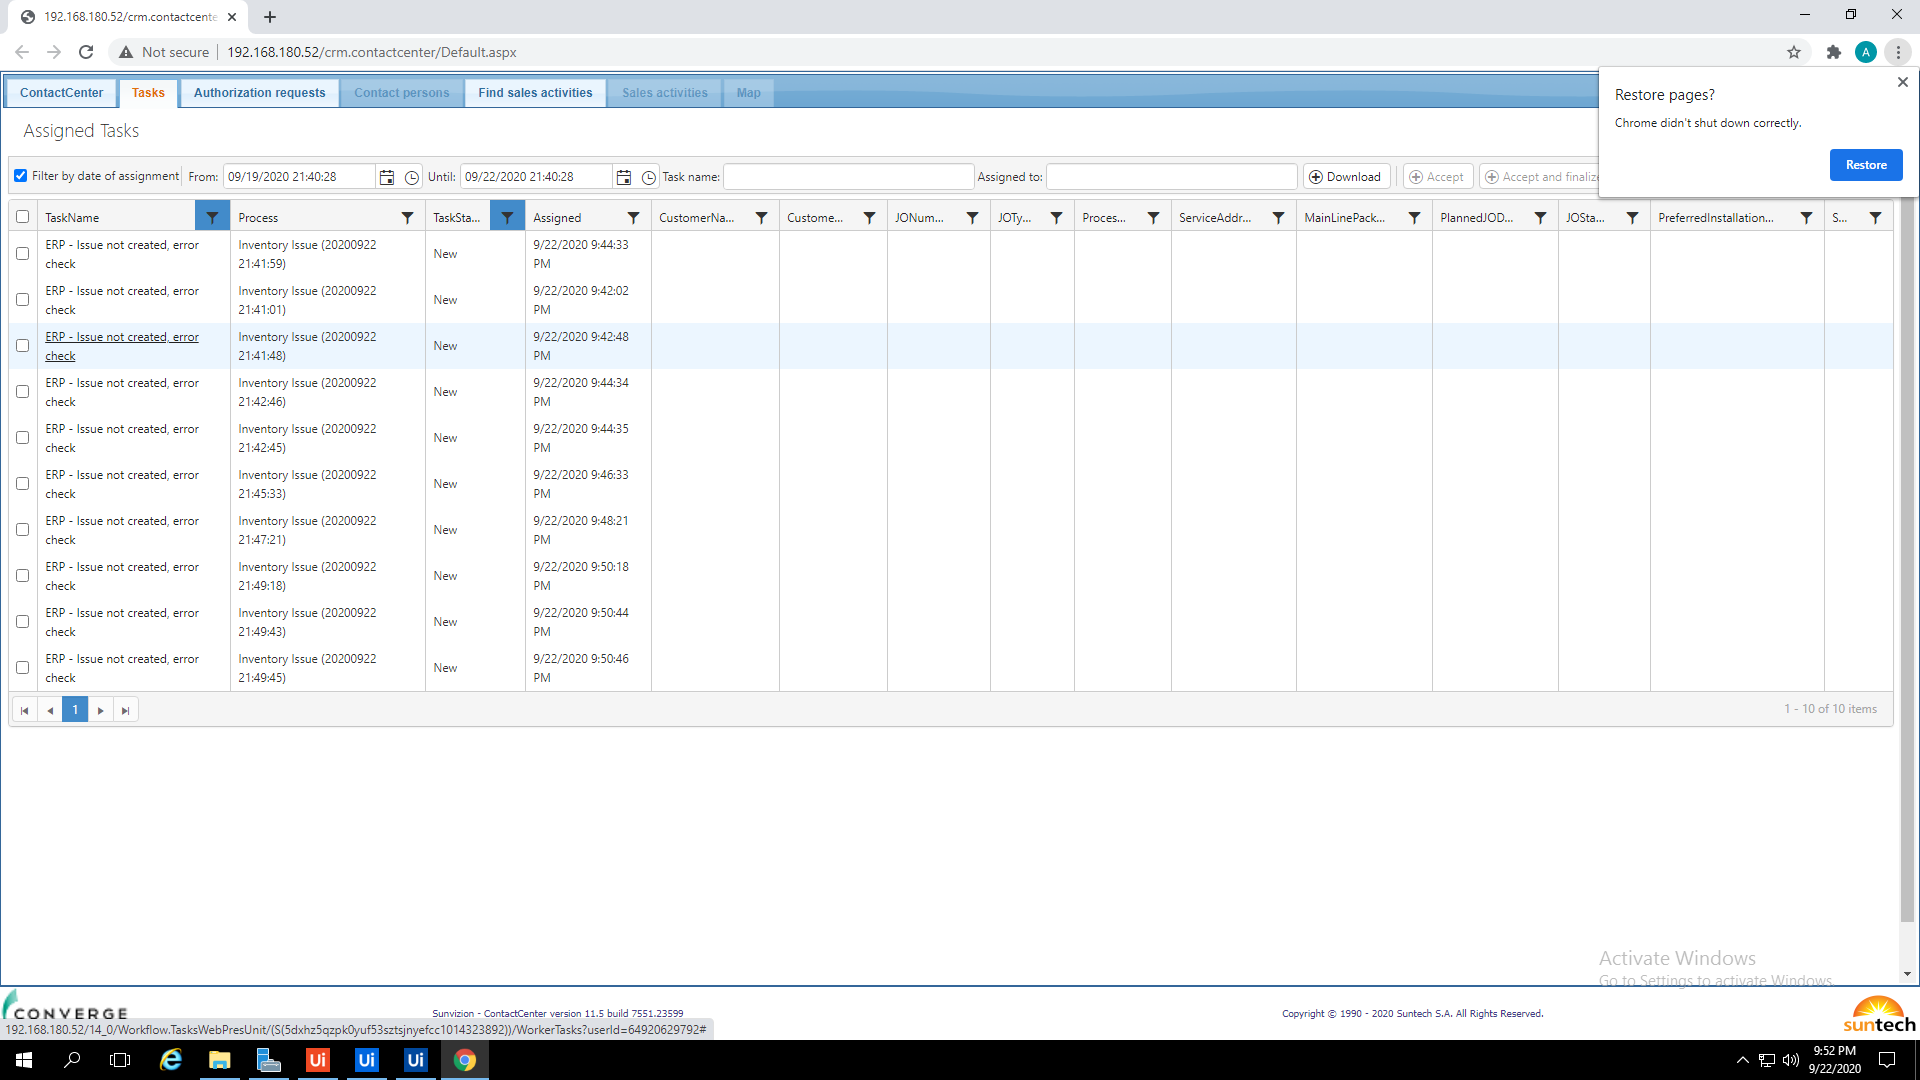 192.168.180.52/crm.contactcente
Not secure
192.168.180.52/crm.contactcenter/Default.aspx
A
ContactCenter
Tasks
Authorization requests
Contact persons
Find sales activities
Sales activities
Map
Restore pages?
Chrome didn't shut down correctly.
Restore
Assigned Tasks
Filter by date of assignment
From:
09/19/2020 21:40:28
Until:
09/22/2020 21:40:28
Task name:
Assigned to:
Download
Accept
Accept and finalize
TaskName
Process
TaskSta...
Assigned
CustomerNa...
Custome...
JONum...
JOTy...
Proces...
ServiceAddr...
MainLinePack...
PlannedJOD...
JOSta...
PreferredInstallation...
S...
ERP - Issue not created, error
check
Inventory Issue (20200922
21:41:59)
New
9/22/2020 9:44:33
PM
ERP - Issue not created, error
check
Inventory Issue (20200922
21:41:01)
New
9/22/2020 9:42:02
PM
ERP - Issue not created, error
check
Inventory Issue (20200922
21:41:48)
New
9/22/2020 9:42:48
PM
ERP - Issue not created, error
check
Inventory Issue (20200922
21:42:46)
New
9/22/2020 9:44:34
PM
ERP - Issue not created, error
check
Inventory Issue (20200922
21:42:45)
New
9/22/2020 9:44:35
PM
ERP - Issue not created, error
check
Inventory Issue (20200922
21:45:33)
New
9/22/2020 9:46:33
PM
ERP - Issue not created, error
check
Inventory Issue (20200922
21:47:21)
New
9/22/2020 9:48:21
PM
ERP - Issue not created, error
check
Inventory Issue (20200922
21:49:18)
New
9/22/2020 9:50:18
PM
ERP - Issue not created, error
check
Inventory Issue (20200922
21:49:43)
New
9/22/2020 9:50:44
PM
ERP - Issue not created, error
check
Inventory Issue (20200922
21:49:45)
New
9/22/2020 9:50:46
PM
1
1 - 10 of 10 items
Activate Windows
Go to Settings to activate Windows.
CONVERGE
Sunvizion - ContactCenter version 11.5 build 7551.23599
Copyright © 1990 - 2020 Suntech S.A. All Rights Reserved.
suntech
192.168.180.52/14_0/Workflow.TasksWebPresUnit/(S(5dxhz5qzpk0yuf53sztsjnyefcc1014323892))/WorkerTasks?userId=64920629792#
Ui
Ui
Ui
9:52 PM
9/22/2020